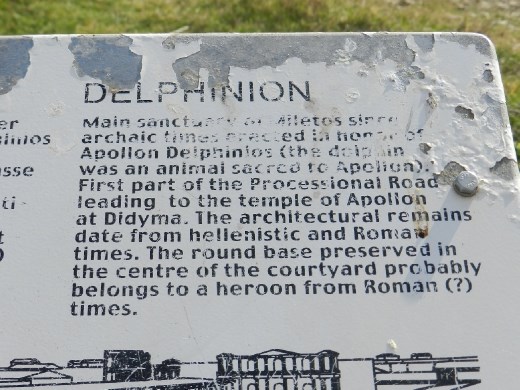 DELPHINION
Main sanctuary of Miletos since
archaic times erected in honor of
Apollon Delphinios (the dolphin
was an animal sacred to Apollon).
First part of the Processional Road
leading to the temple of Apollon
at Didyma. The architectural remains
date from hellenistic and Roman
times. The round base preserved in
the centre of the courtyard probably
belongs to a heroon from Roman (?)
times.